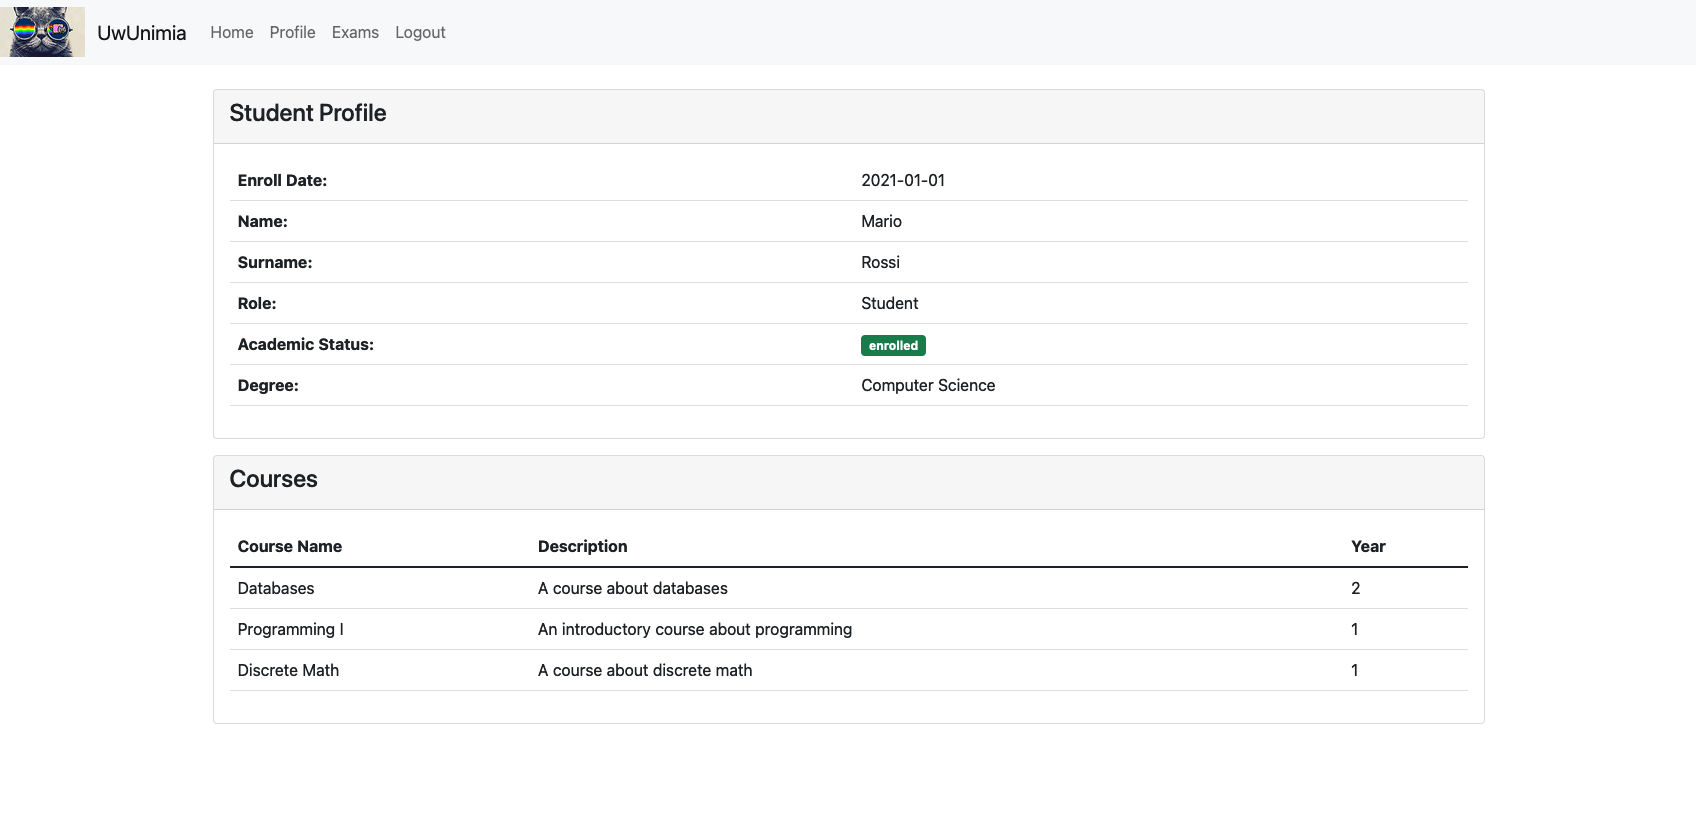 UwUnimia Home Profile Exams Logout
Student Profile
Enroll Date: 2021-01-01
Name: Mario
Surname: Rossi
Role: Student
Academic Status: enrolled
Degree: Computer Science
Courses
Course Name Description Year
Databases A course about databases 2
Programming I An introductory course about programming 1
Discrete Math A course about discrete math 1